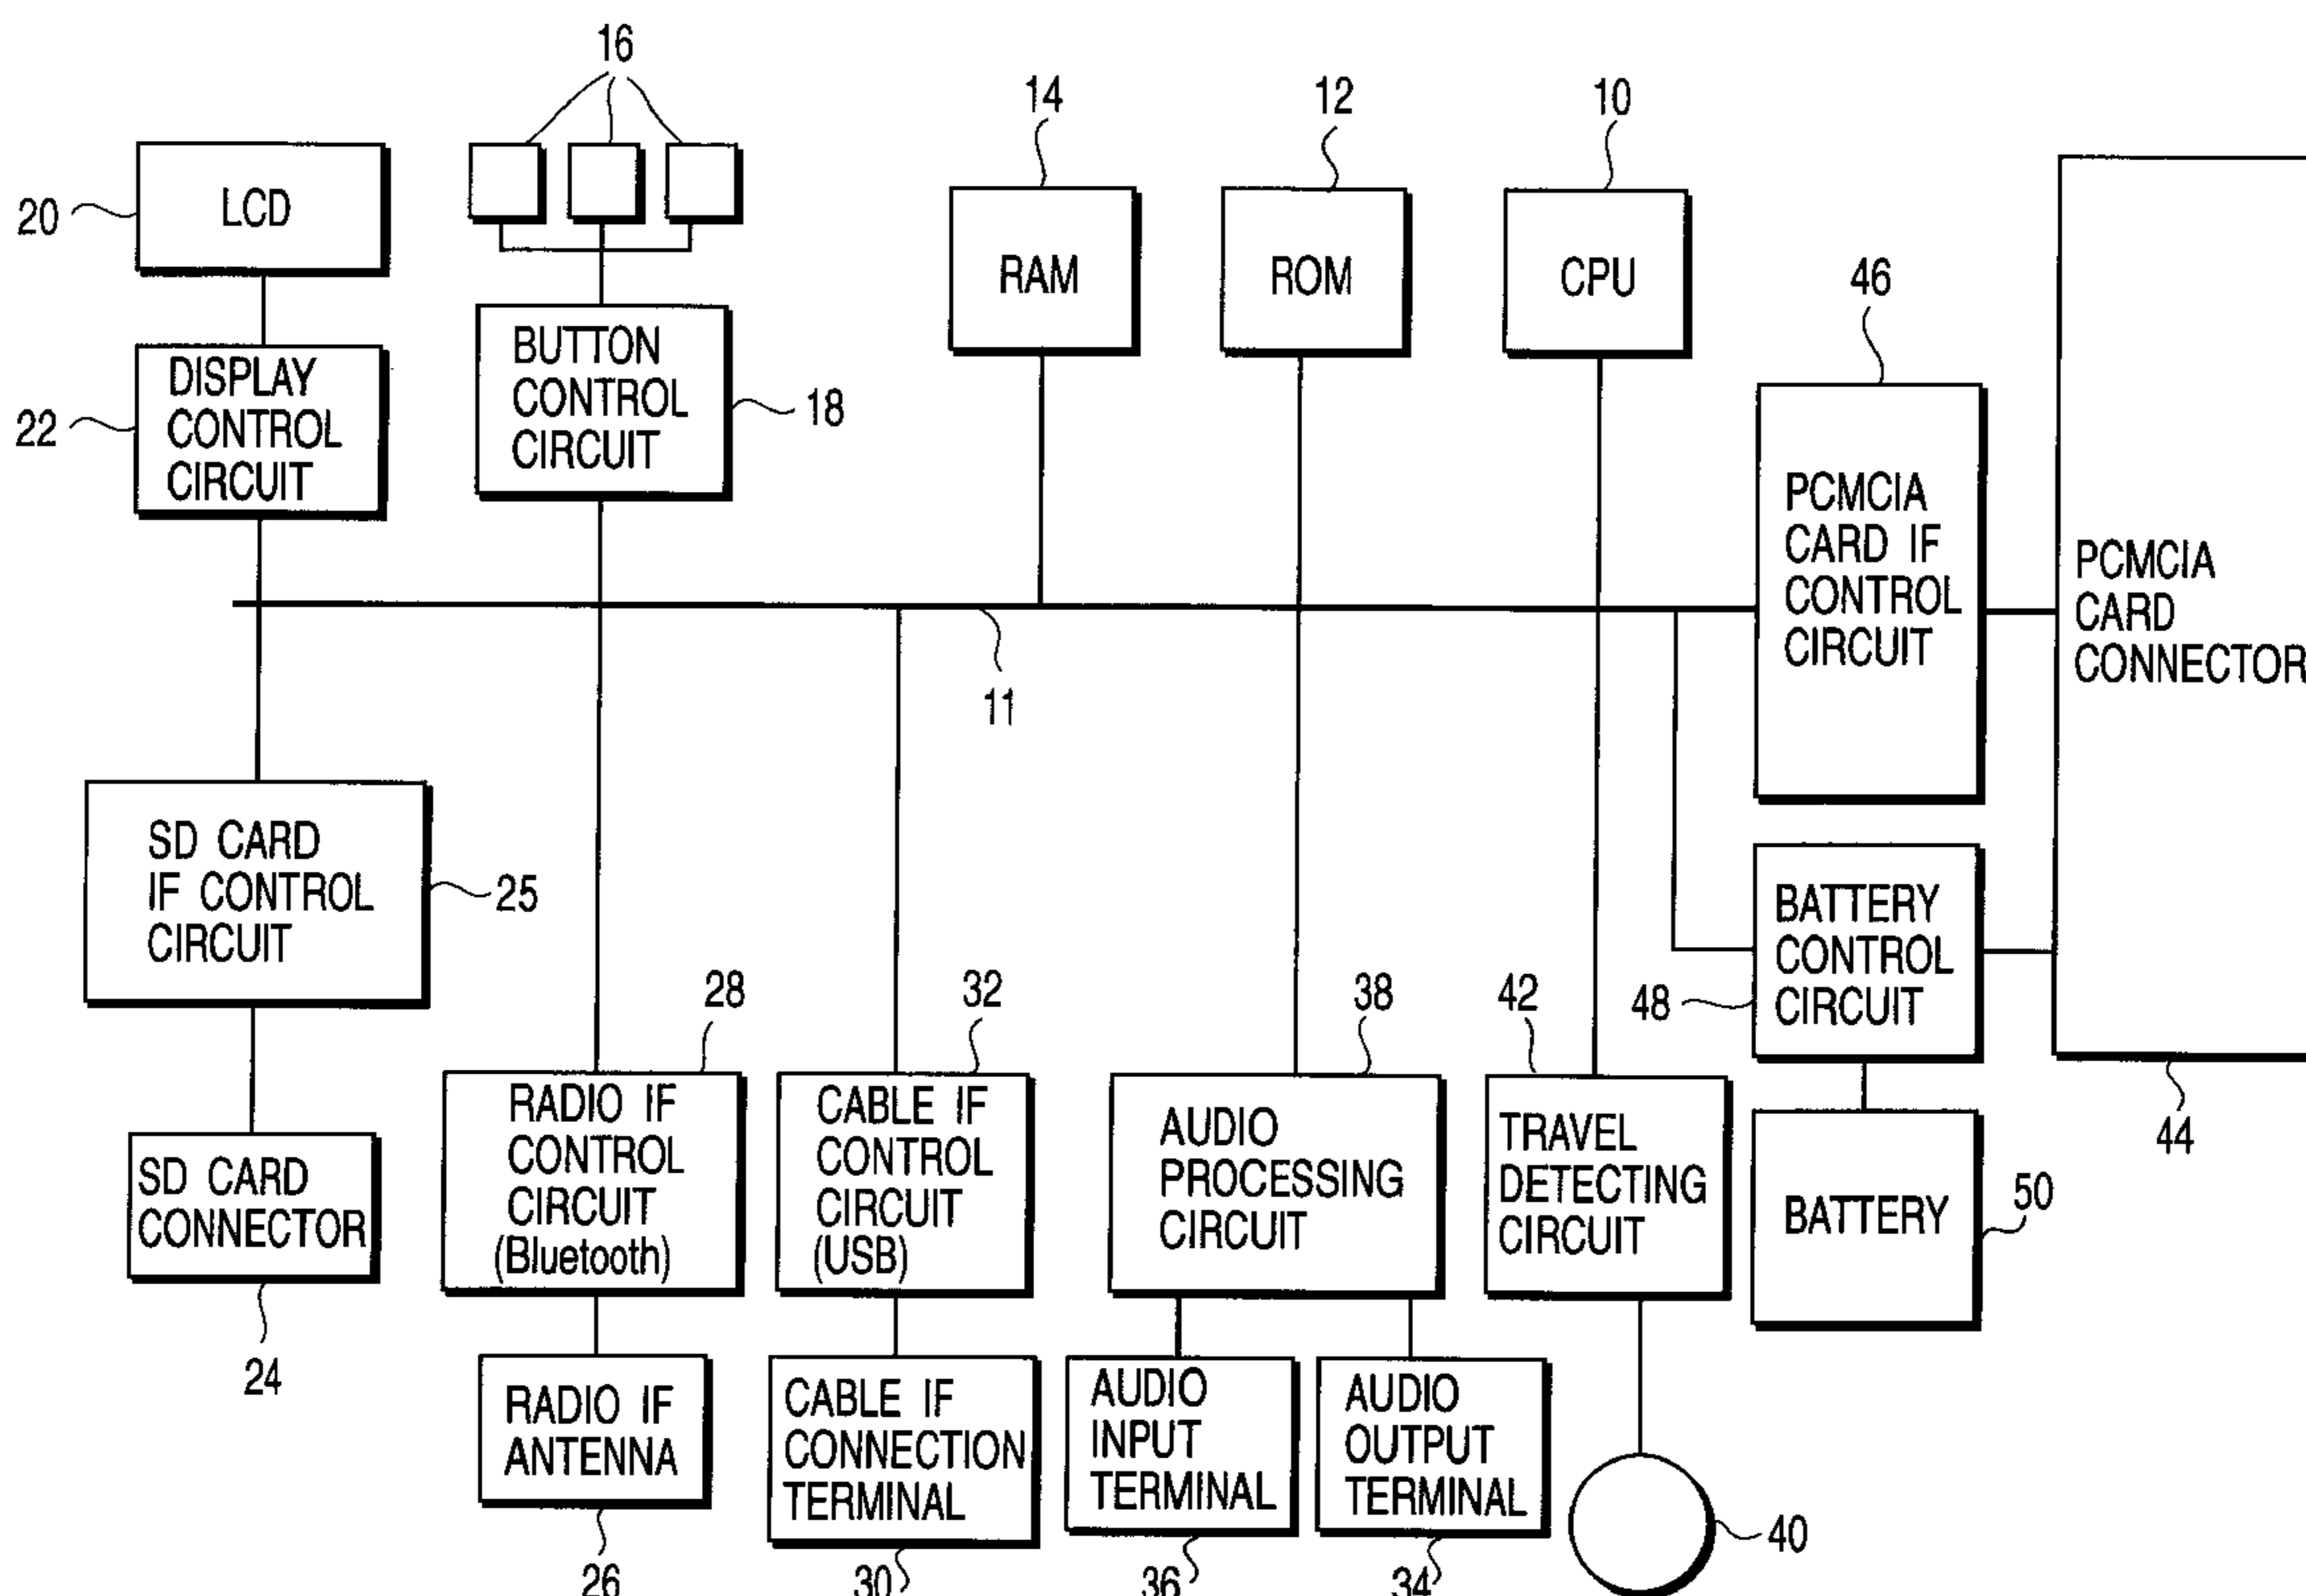 16
14
12
10
20
LCD
RAM
ROM
CPU
46
22
DISPLAY
CONTROL
CIRCUIT
BUTTON
CONTROL
CIRCUIT
18
PCMCIA
CARD IF
CONTROL
CIRCUIT
PCMCIA
CARD
CONNECTOR
11
SD CARD
IF CONTROL
CIRCUIT
25
BATTERY
CONTROL
CIRCUIT
48
28
32
38
42
44
RADIO IF
CONTROL
CIRCUIT
(Bluetooth)
CABLE IF
CONTROL
CIRCUIT
(USB)
AUDIO
PROCESSING
CIRCUIT
TRAVEL
DETECTING
CIRCUIT
BATTERY
50
SD CARD
CONNECTOR
24
RADIO IF
ANTENNA
CABLE IF
CONNECTION
TERMINAL
AUDIO
INPUT
TERMINAL
AUDIO
OUTPUT
TERMINAL
40
26
30
36
34